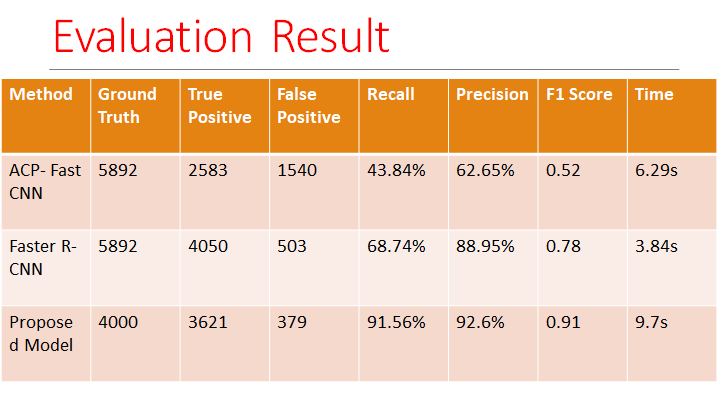 Evaluation Result
Method Ground Truth True Positive False Positive Recall Precision F1 Score Time
ACP- Fast CNN 5892 2583 1540 43.84% 62.65% 0.52 6.29s
Faster R-CNN 5892 4050 503 68.74% 88.95% 0.78 3.84s
Proposed Model 4000 3621 379 91.56% 92.6% 0.91 9.7s